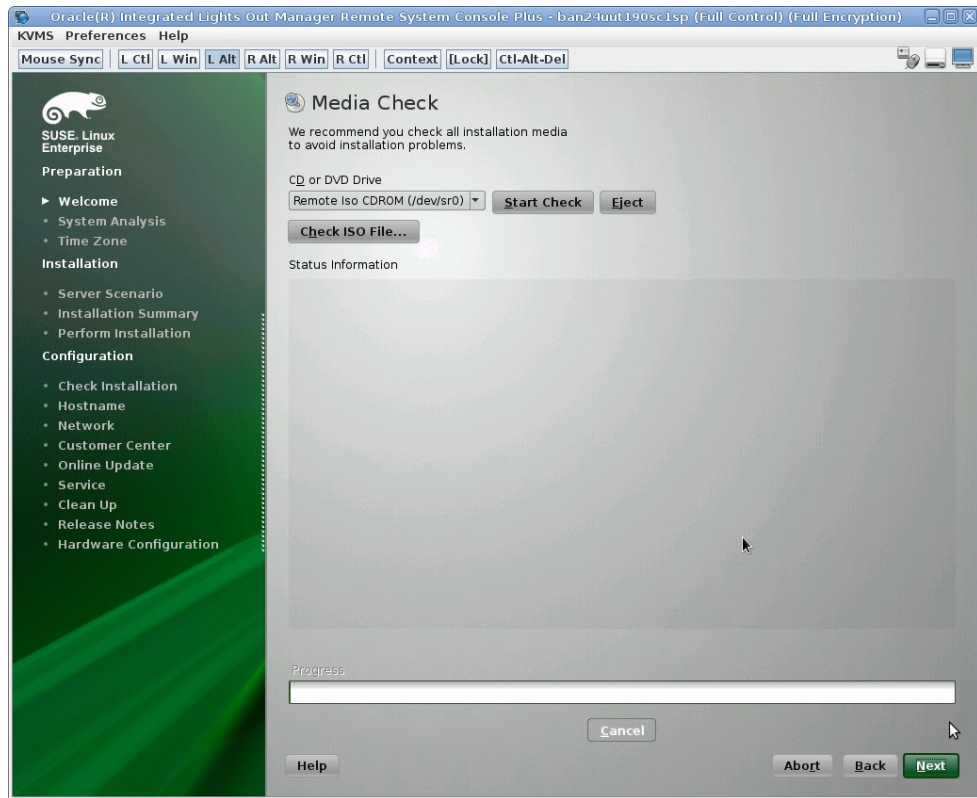 Oracle(R) Integrated Lights Out Manager Remote System Console Plus - ban24uut190sc1sp (Full Control) (Full Encryption)
KVMS Preferences Help
Mouse Sync L Ctl L Win L Alt R Alt R Win R Ctl Context [Lock] Ctl-Alt-Del
SUSE. Linux
Enterprise
Preparation
Welcome
System Analysis
Time Zone
Installation
Server Scenario
Installation Summary
Perform Installation
Configuration
Check Installation
Hostname
Network
Customer Center
Online Update
Service
Clean Up
Release Notes
Hardware Configuration
Media Check
We recommend you check all installation media
to avoid installation problems.
CD or DVD Drive
Remote Iso CDROM (/dev/sr0) Start Check Eject
Check ISO File...
Status Information
Progress
Cancel
Help Abort Back Next